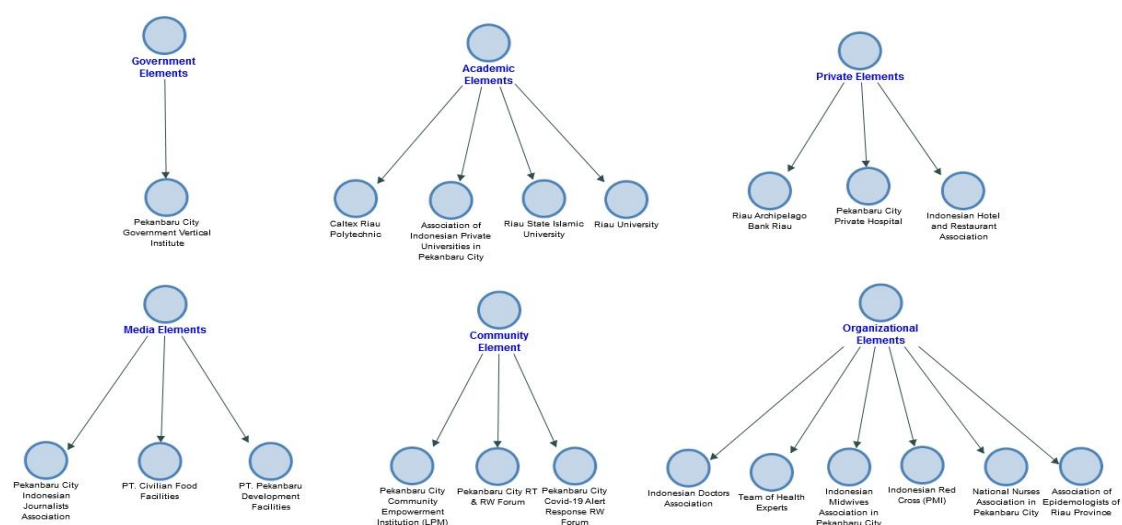 Government
Elements
Academic
Elements
Private Elements
Pekanbaru City
Government Vertical
Institute
Caltex Riau
Polytechnic
Association of
Indonesian Private
Universities in
Pekanbaru City
Riau State Islamic
University
Riau University
Riau Archipelago
Bank Riau
Pekanbaru City
Private Hospital
Indonesian Hotel
and Restaurant
Association
Media Elements
Community
Element
Organizational
Elements
Pekanbaru City
Indonesian
Journalists
Association
PT. Civilian Food
Facilities
PT. Pekanbaru
Development
Facilities
Pekanbaru City
Community
Empowerment
Institution (LPM)
Pekanbaru City RT
& RW Forum
Pekanbaru City
Covid-19 Alert
Response RW
Forum
Indonesian Doctors
Association
Team of Health
Experts
Indonesian
Midwives
Association in
Pekanbaru City
Indonesian Red
Cross (PMI)
National Nurses
Association in
Pekanbaru City
Association of
Epidemologists of
Riau Province